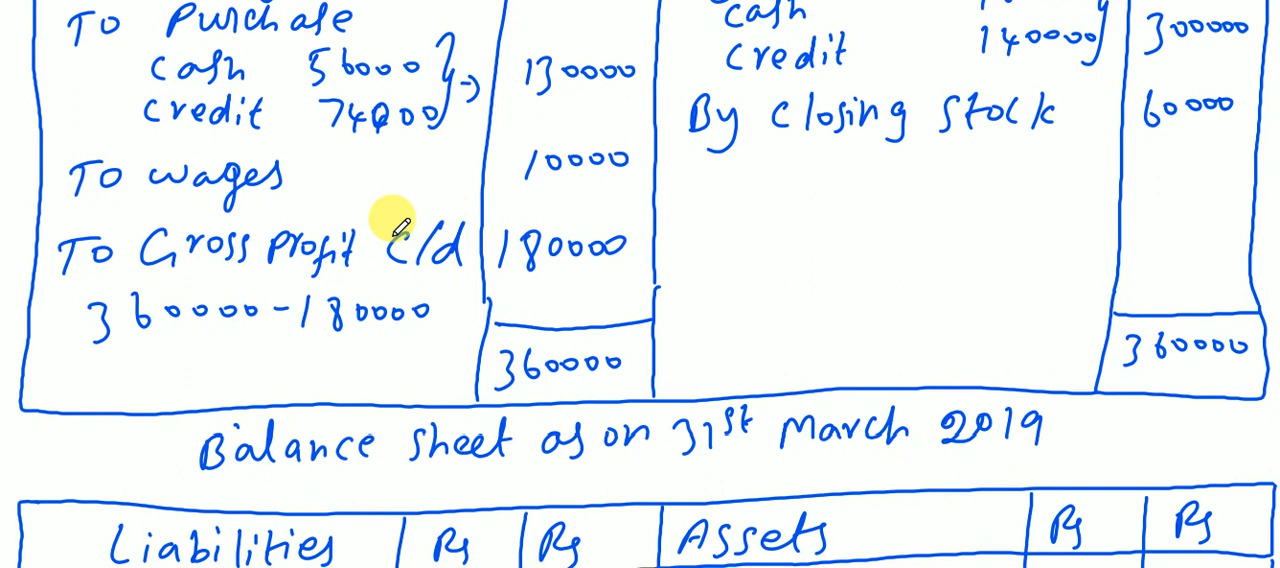 To Purchase
cash 56000
credit 74000 → 130000
To wages 10000
To Gross profit c/d 180000
360000-180000
360000
cash
credit 140000 300000
By closing stock 60000
360000
Balance sheet as on 31st March 2019
Liabilities Rs Rs Assets Rs Rs